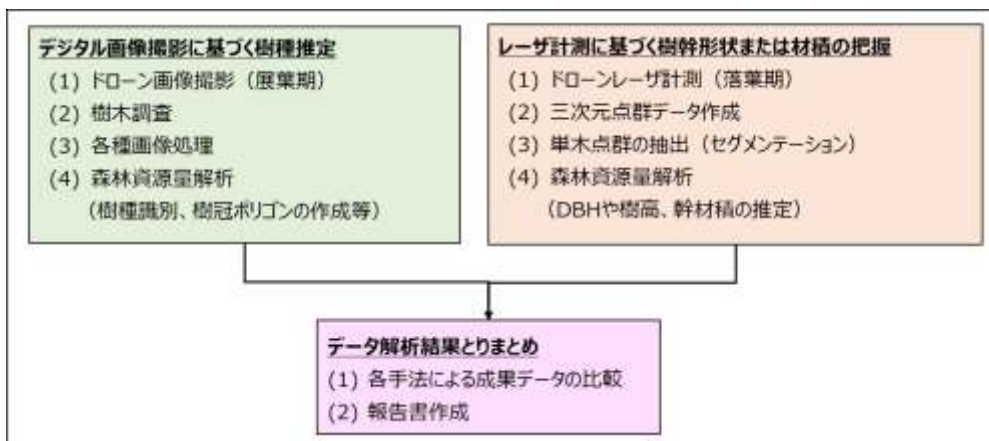 デジタル画像撮影に基づく樹種推定
(1) ドローン画像撮影（展葉期）
(2) 樹木調査
(3) 各種画像処理
(4) 森林資源量解析
（樹種識別、樹冠ポリゴンの作成等）
レーザ計測に基づく樹幹形状または材積の把握
(1) ドローンレーザ計測（落葉期）
(2) 三次元点群データ作成
(3) 単木点群の抽出（セグメンテーション）
(4) 森林資源量解析
（DBHや樹高、幹材積の推定）
データ解析結果とりまとめ
(1) 各手法による成果データの比較
(2) 報告書作成